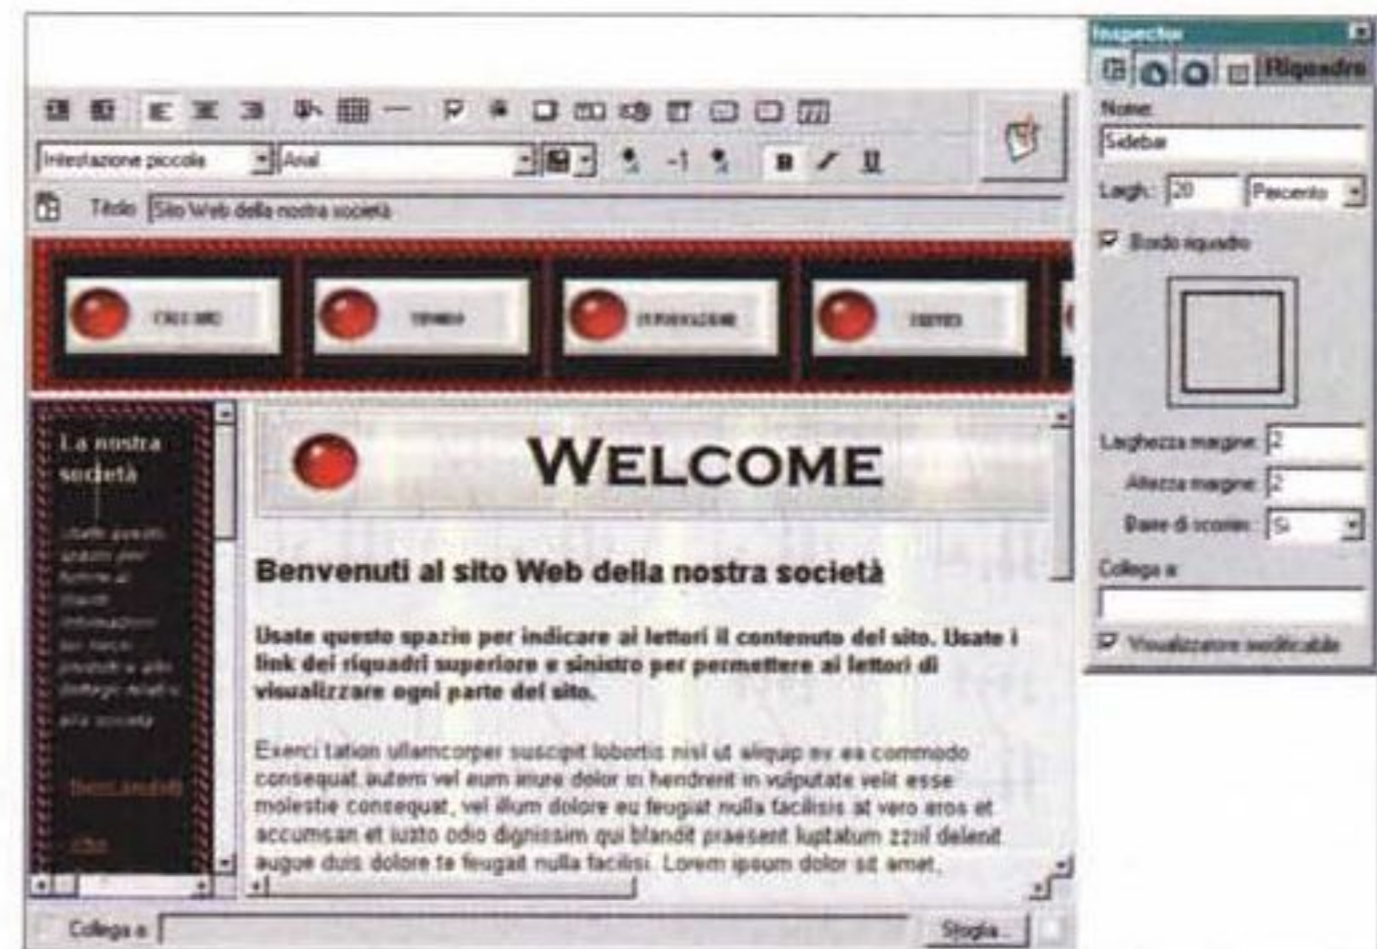 Inspector
Riquadro
Nome:
Sidebar
Largh.: 20 Percento
Bordo riquadro
Larghezza margine: 2
Altezza margine: 2
Barre di scorrim.: Sì
Collega a:
Visualizzatore modificabile
Intestazione piccola Arial -1 B I U
Titolo Sito Web della nostra società
La nostra
società
WELCOME
Benvenuti al sito Web della nostra società
Usate questo spazio per indicare ai lettori il contenuto del sito. Usate i
link dei riquadri superiore e sinistro per permettere ai lettori di
visualizzare ogni parte del sito.
Exerci tation ullamcorper suscipit lobortis nisl ut aliquip ex ea commodo
consequat autem vel eum iriure dolor in hendrerit in vulputate velit esse
molestie consequat, vel illum dolore eu feugiat nulla facilisis at vero eros et
accumsan et iusto odio dignissim qui blandit praesent luptatum zzril delenit
augue duis dolore te feugait nulla facilisi. Lorem ipsum dolor sit amet,
Collega a: Sfoglia...